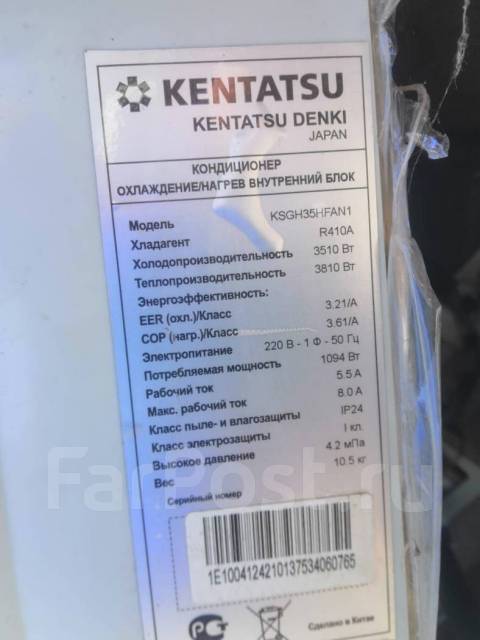 KENTATSU
KENTATSU DENKI
JAPAN
КОНДИЦИОНЕР
ОХЛАЖДЕНИЕ/НАГРЕВ ВНУТРЕННИЙ БЛОК
Модель KSGH35HFAN1
Хладагент R410A
Холодопроизводительность 3510 Вт
Теплопроизводительность 3810 Вт
Энергоэффективность:
EER (охл.)/Класс 3.21/A
COP (нагр.)/Класс 3.61/A
Электропитание 220 В - 1 Ф - 50 Гц
Потребляемая мощность 1094 Вт
Рабочий ток 5.5 А
Макс. рабочий ток 8.0 А
Класс пыле- и влагозащиты IP24
Класс электрозащиты I кл.
Высокое давление 4.2 мПа
Вес 10.5 кг
Серийный номер
1E1004124210137534060765
Сделано в Китае
FarPost.ru